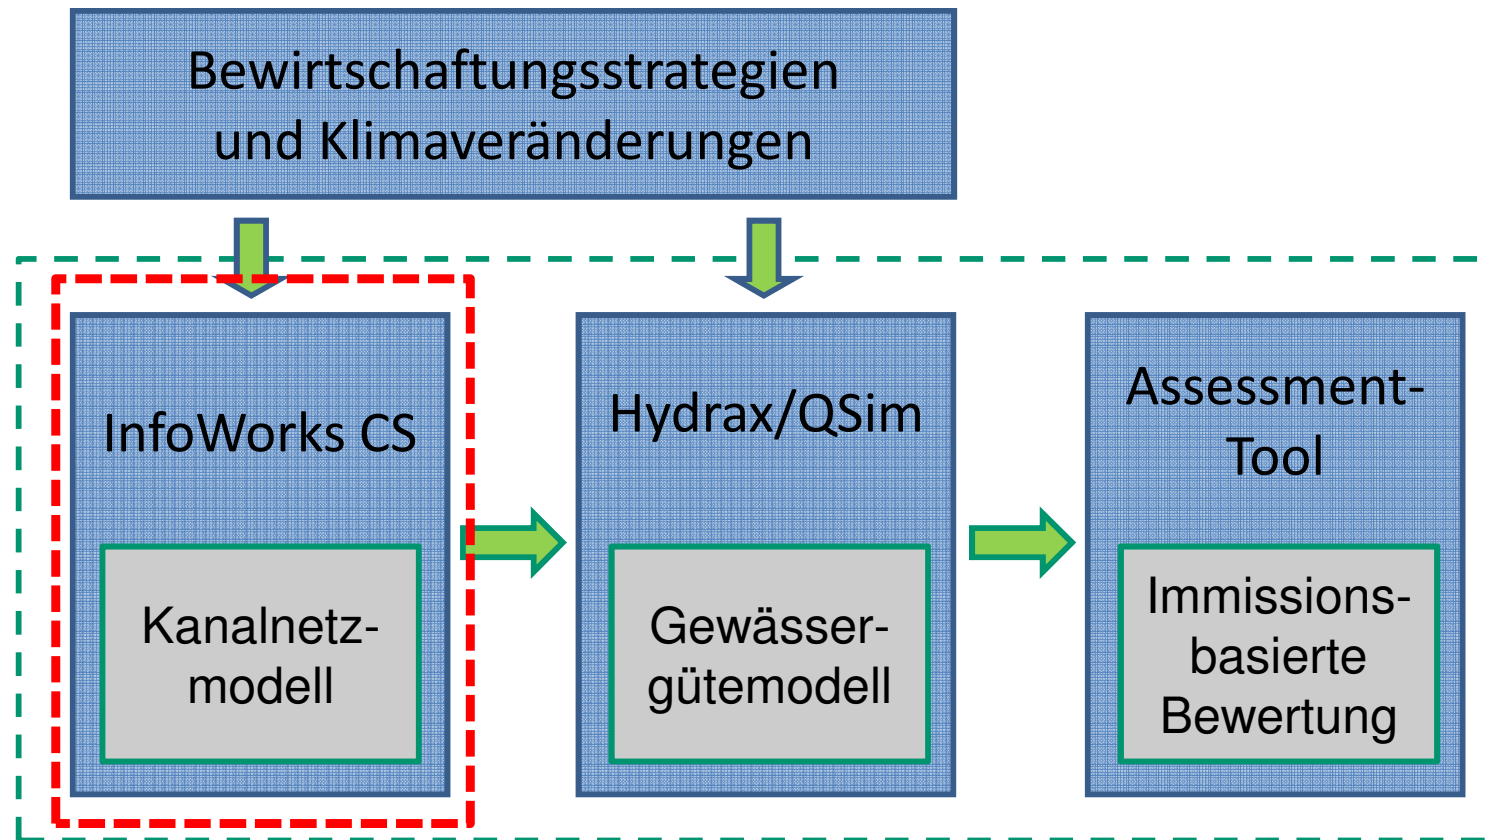 Bewirtschaftungsstrategien
und Klimaveränderungen
InfoWorks CS
Kanalnetz-
modell
Hydrax/QSim
Gewässer-
gütemodell
Assessment-
Tool
Immissions-
basierte
Bewertung